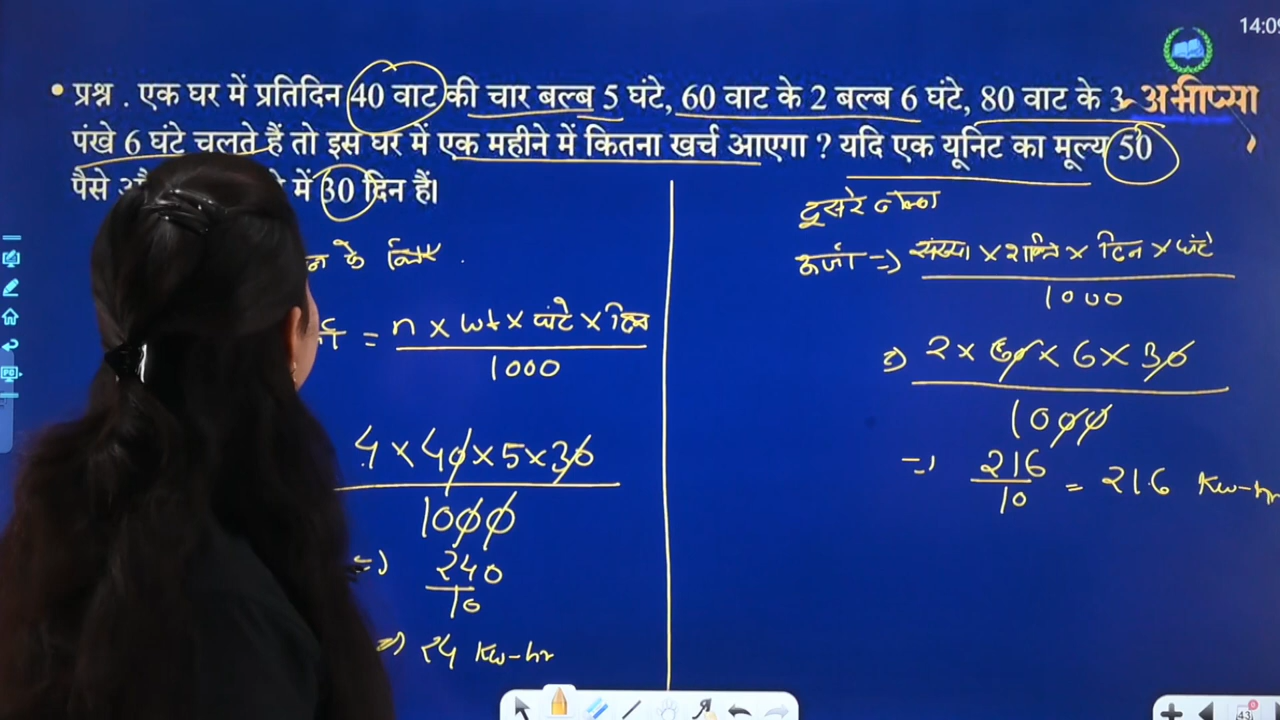 14:09
• प्रश्न . एक घर में प्रतिदिन 40 वाट की चार बल्ब 5 घंटे, 60 वाट के 2 बल्ब 6 घंटे, 80 वाट के 3
अभीप्सा
पंखे 6 घंटे चलते हैं तो इस घर में एक महीने में कितना खर्च आएगा ? यदि एक यूनिट का मूल्य 50
पैसे में 30 दिन हैं।
के
= n × wt × घंटे × दिन
1000
4 × 40 × 5 × 30
1000
=) 240
10
=) 24 Kw-hr
दूसरे बल्ब
ऊर्जा =) संख्या × शक्ति × दिन × घंटे
1000
=) 2 × 60 × 6 × 30
1000
=) 216
10
= 21.6 Kw-hr